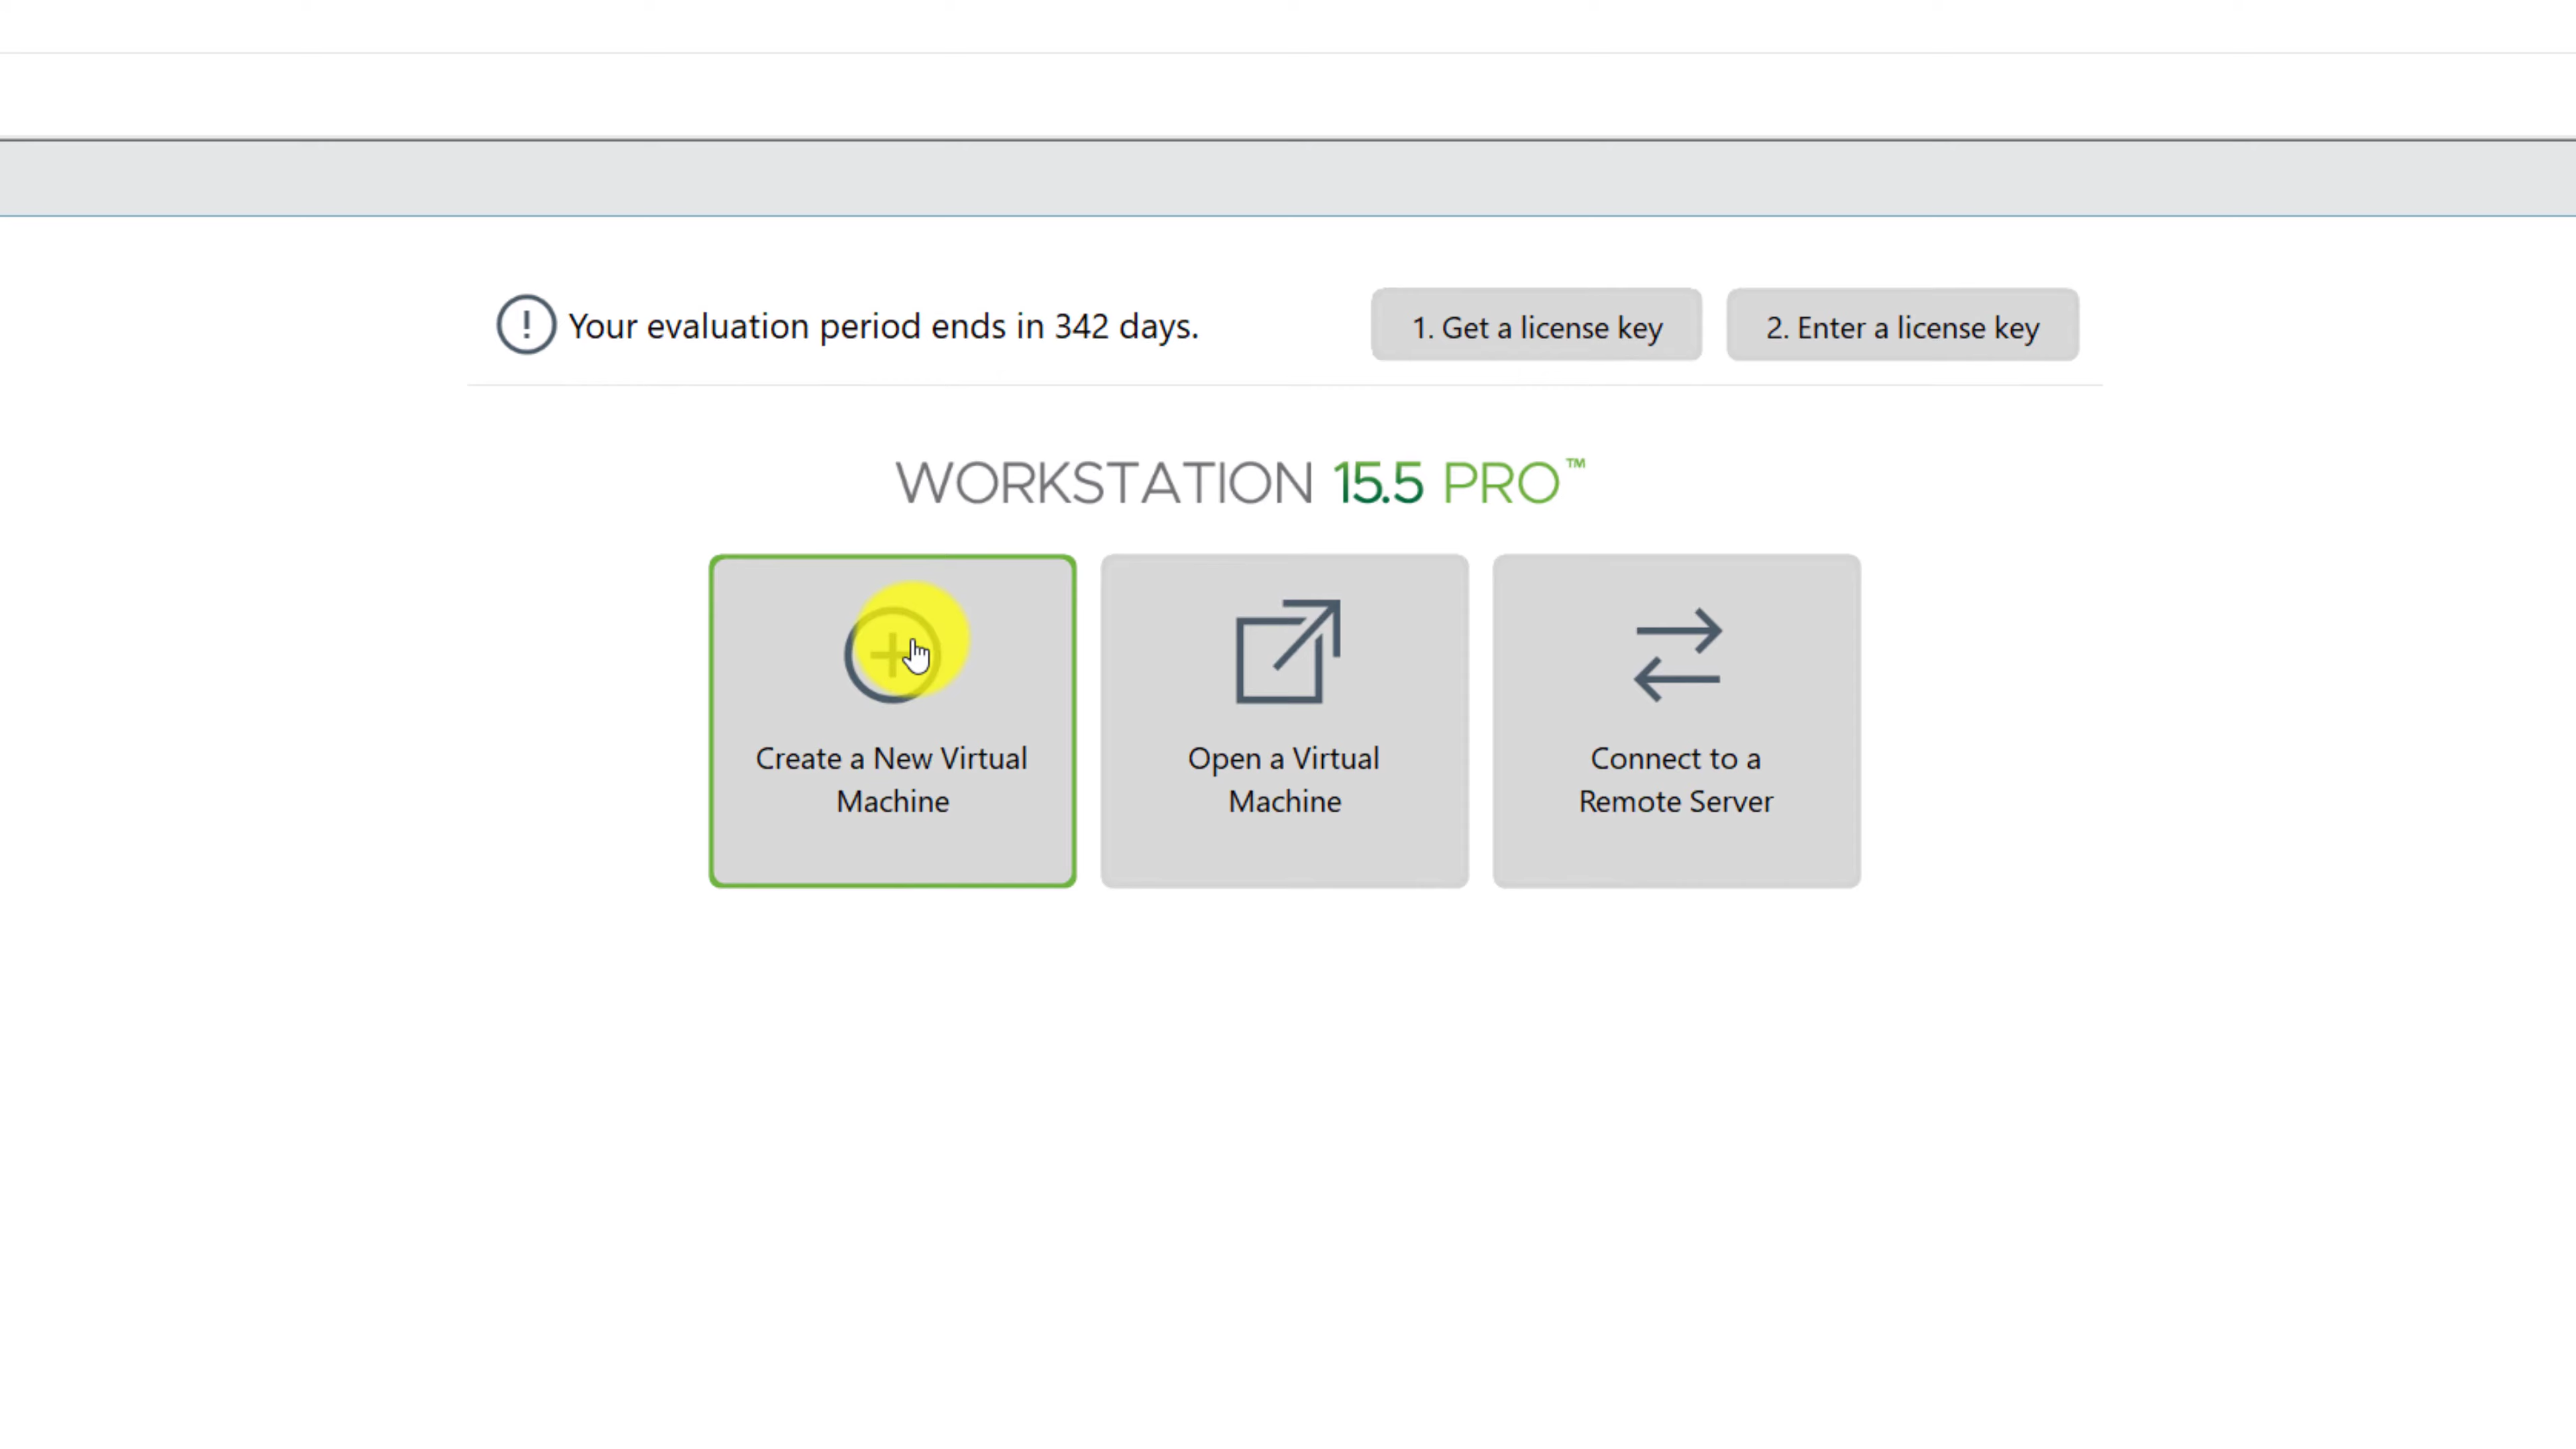 Your evaluation period ends in 342 days.
1. Get a license key
2. Enter a license key
WORKSTATION 15.5 PRO™
Create a New Virtual
Machine
Open a Virtual
Machine
Connect to a
Remote Server